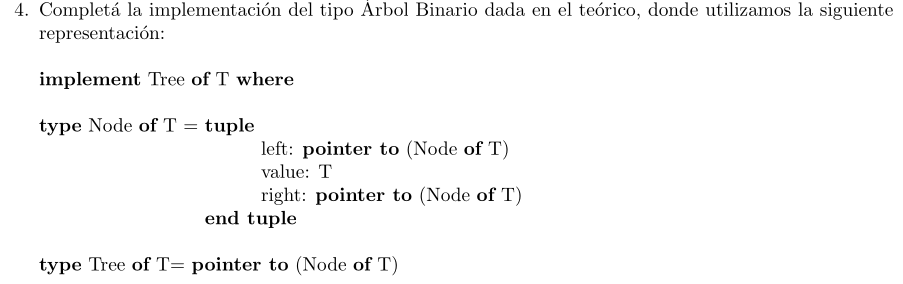 4. Completá la implementación del tipo Árbol Binario dada en el teórico, donde utilizamos la siguiente
representación:
implement Tree of T where
type Node of T = tuple
left: pointer to (Node of T)
value: T
right: pointer to (Node of T)
end tuple
type Tree of T= pointer to (Node of T)